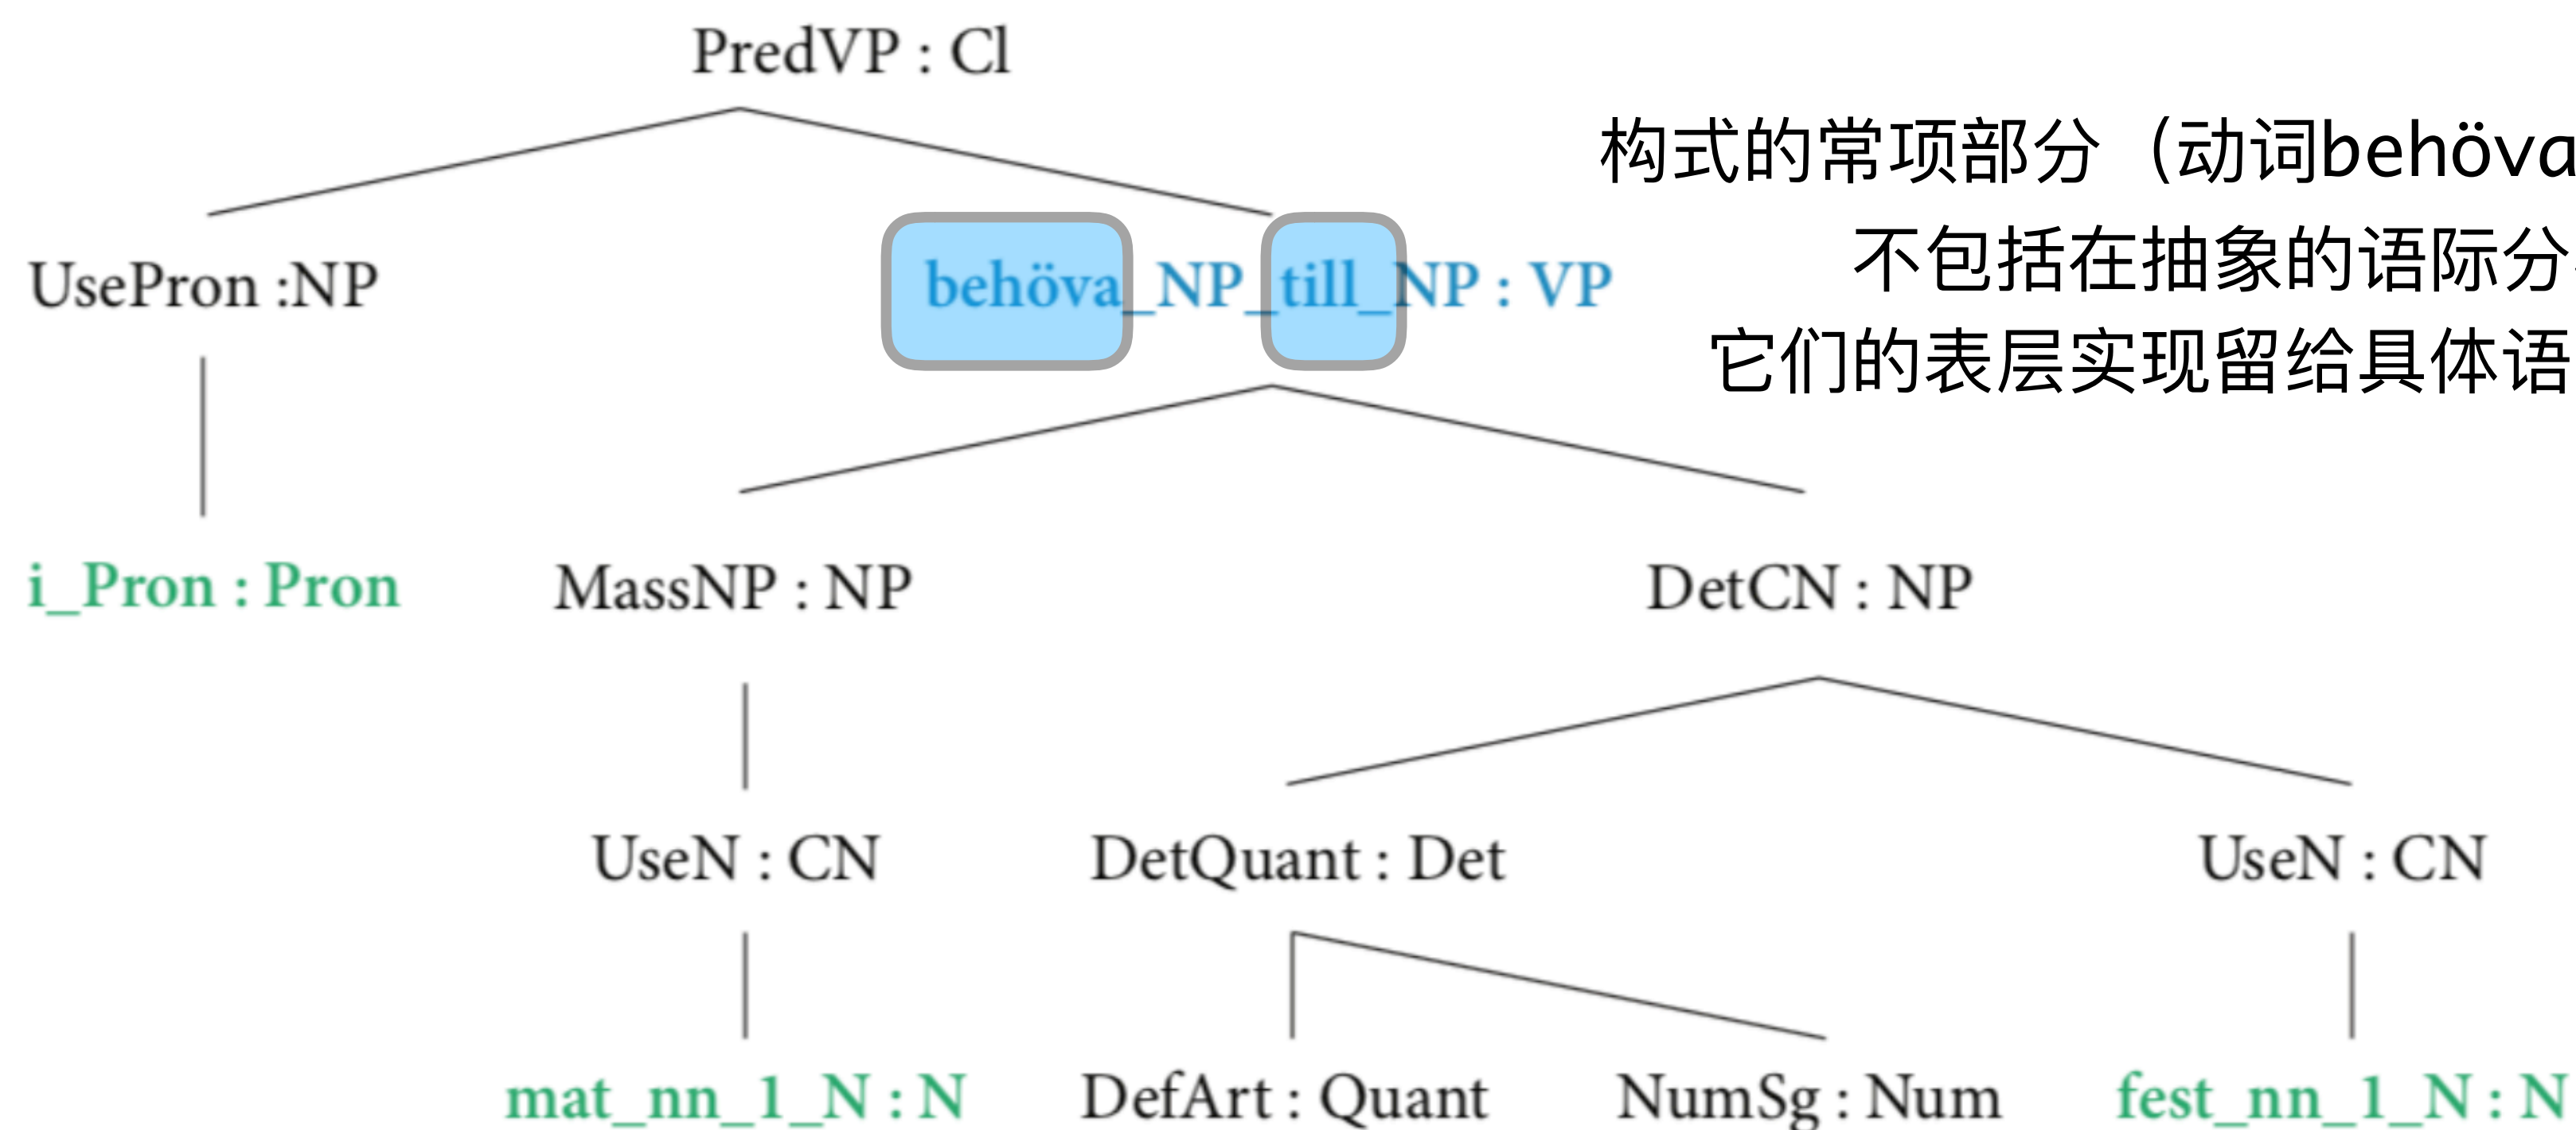 PredVP : Cl
构式的常项部分（动词behöva
不包括在抽象的语际分
它们的表层实现留给具体语
UsePron :NP
behöva_NP_till_NP : VP
i_Pron : Pron
MassNP : NP
DetCN : NP
UseN : CN
DetQuant : Det
UseN : CN
mat_nn_1_N : N
DefArt : Quant
NumSg : Num
fest_nn_1_N : N